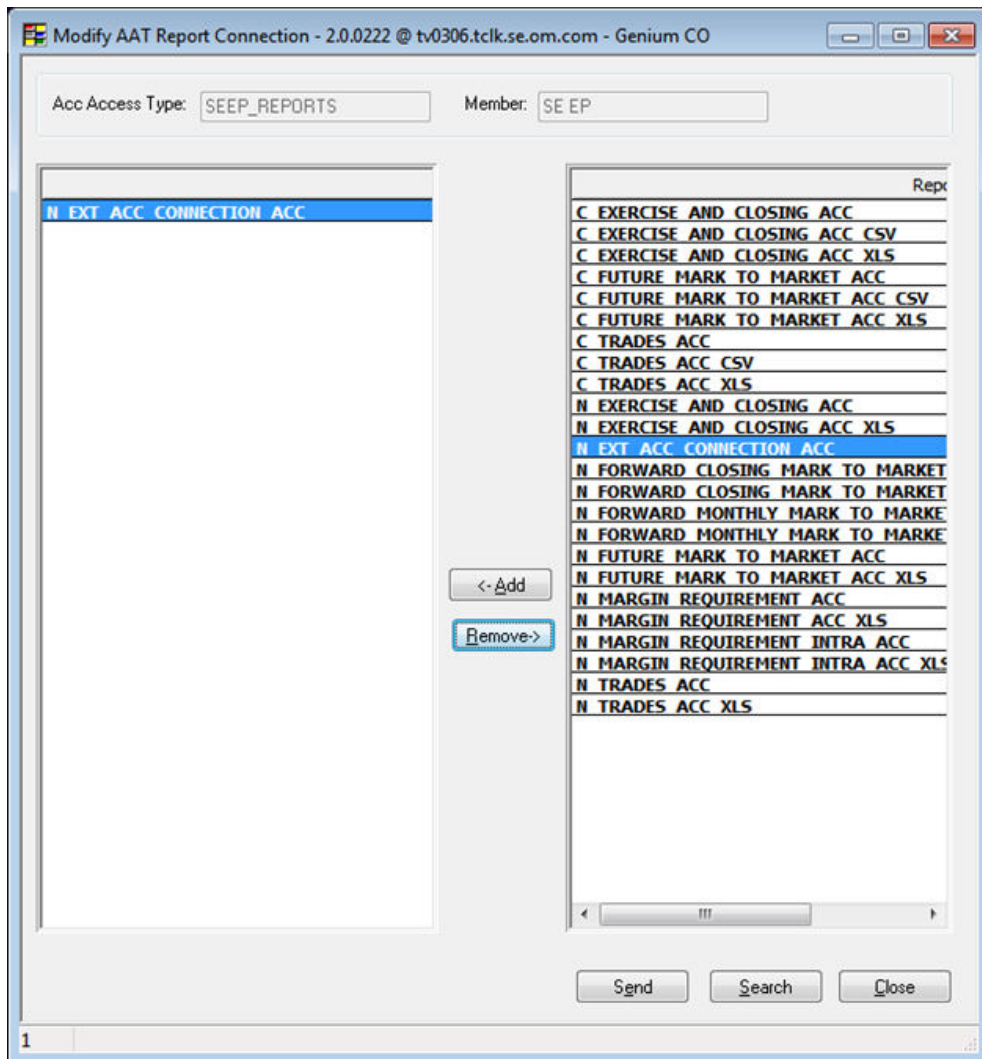 Modify AAT Report Connection - 2.0.0222 @ tv0306.tclk.se.om.com - Genium CO
Acc Access Type: SEEP_REPORTS Member: SE EP
N EXT ACC CONNECTION ACC
Repo
C EXERCISE AND CLOSING ACC
C EXERCISE AND CLOSING ACC CSV
C EXERCISE AND CLOSING ACC XLS
C FUTURE MARK TO MARKET ACC
C FUTURE MARK TO MARKET ACC CSV
C FUTURE MARK TO MARKET ACC XLS
C TRADES ACC
C TRADES ACC CSV
C TRADES ACC XLS
N EXERCISE AND CLOSING ACC
N EXERCISE AND CLOSING ACC XLS
N EXT ACC CONNECTION ACC
N FORWARD CLOSING MARK TO MARKET
N FORWARD CLOSING MARK TO MARKET
N FORWARD MONTHLY MARK TO MARKE
N FORWARD MONTHLY MARK TO MARKE
N FUTURE MARK TO MARKET ACC
N FUTURE MARK TO MARKET ACC XLS
N MARGIN REQUIREMENT ACC
N MARGIN REQUIREMENT ACC XLS
N MARGIN REQUIREMENT INTRA ACC
N MARGIN REQUIREMENT INTRA ACC XLS
N TRADES ACC
N TRADES ACC XLS
<-Add
Remove->
Send Search Close
1